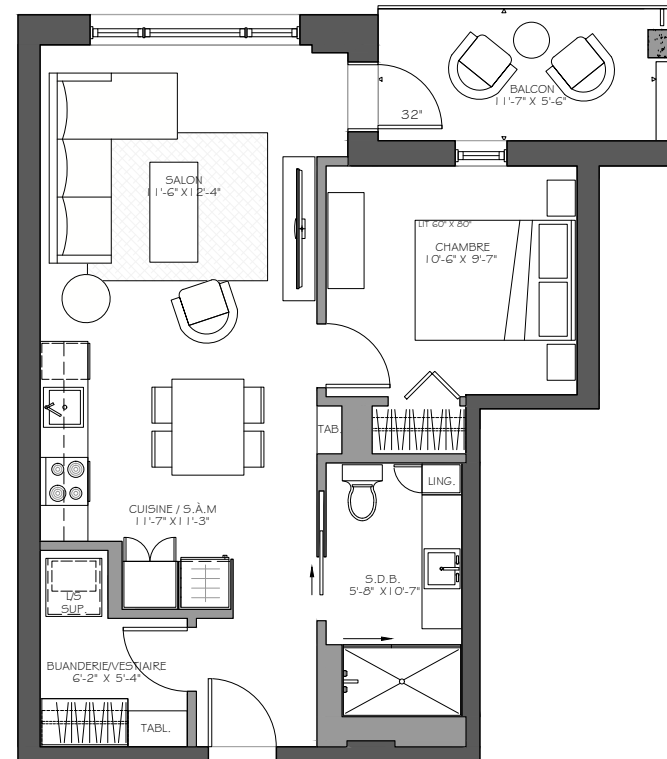 BALCON
11'-7" X 5'-6"
32"
SALON
11'-6" X 12'-4"
LIT 60" X 80"
CHAMBRE
10'-6" X 9'-7"
TAB.
LING.
CUISINE / S.À.M
11'-7" X 11'-3"
S.D.B.
5'-8" X 10'-7"
L/S
SUP.
BUANDERIE/VESTIAIRE
6'-2" X 5'-4"
TABL.